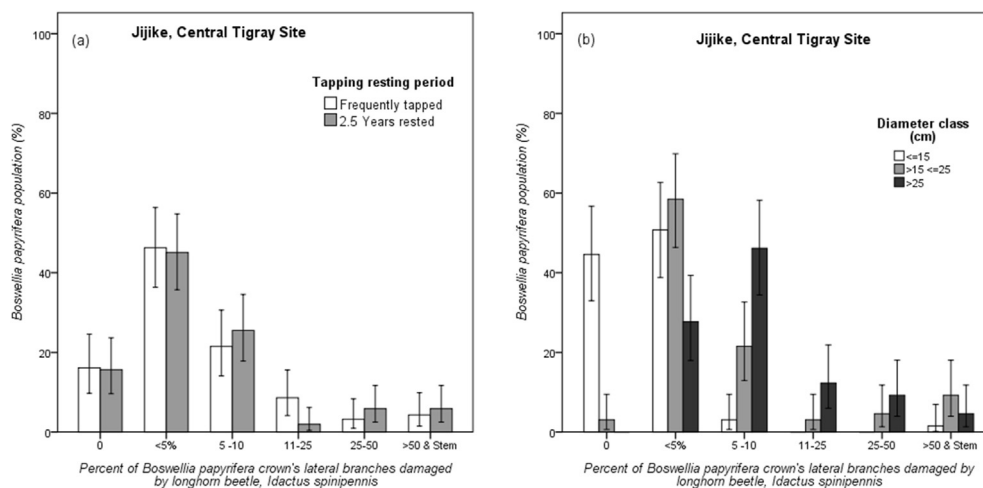 (a)
Jijike, Central Tigray Site
Tapping resting period
Frequently tapped
2.5 Years rested
Boswellia papyrifera population (%)
100
80
60
40
20
0
0
<5%
5 -10
11-25
25-50
>50 & Stem
Percent of Boswellia papyrifera crown's lateral branches damaged
by longhorn beetle, Idactus spinipennis
(b)
Jijike, Central Tigray Site
Diameter class
(cm)
<=15
>15 <=25
>25
Boswellia papyrifera population (%)
100
80
60
40
20
0
0
<5%
5 -10
11-25
25-50
>50 & Stem
Percent of Boswellia papyrifera crown's lateral branches damaged
by longhorn beetle, Idactus spinipennis